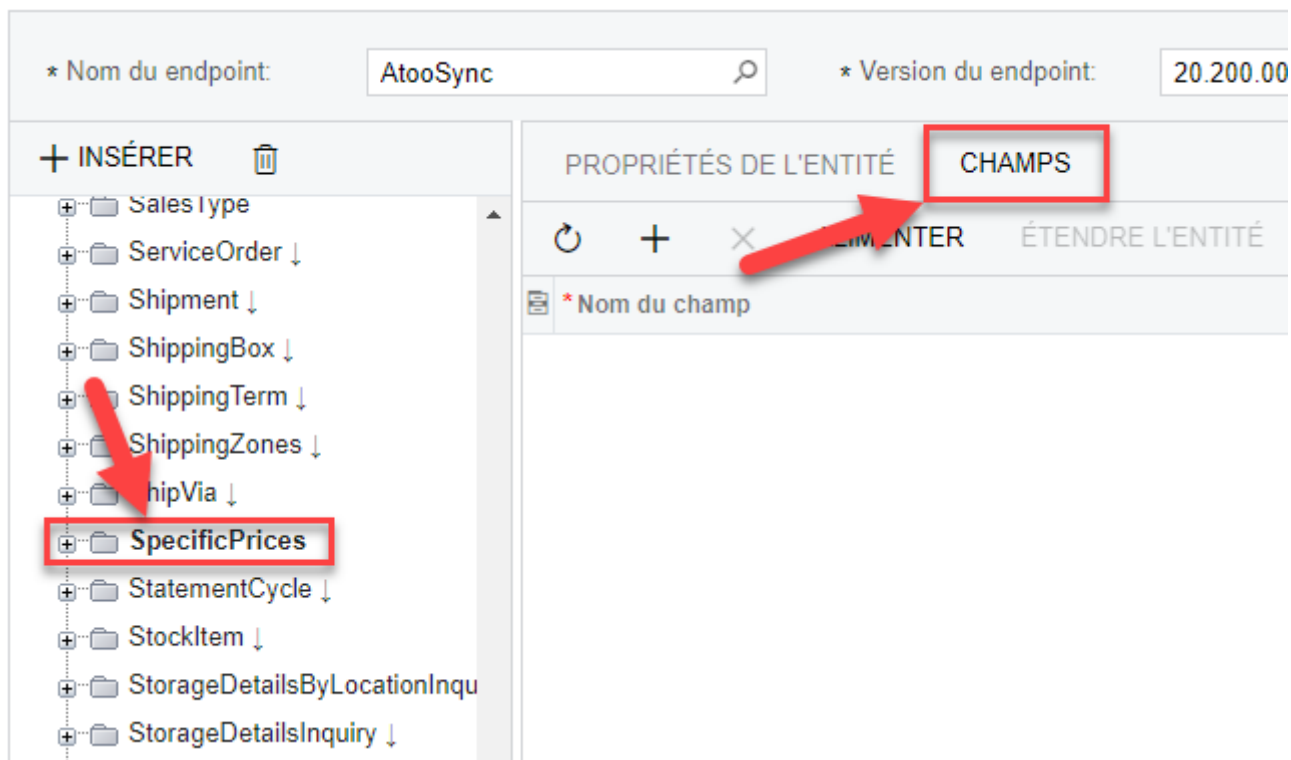 * Nom du endpoint: AtooSync * Version du endpoint: 20.200.00
+ INSÉRER
PROPRIÉTÉS DE L'ENTITÉ CHAMPS
ÉTENDRE L'ENTITÉ
* Nom du champ
SalesType
ServiceOrder ↓
Shipment ↓
ShippingBox ↓
ShippingTerm ↓
ShippingZones ↓
ShipVia ↓
SpecificPrices
StatementCycle ↓
StockItem ↓
StorageDetailsByLocationInqu
StorageDetailsInquiry ↓